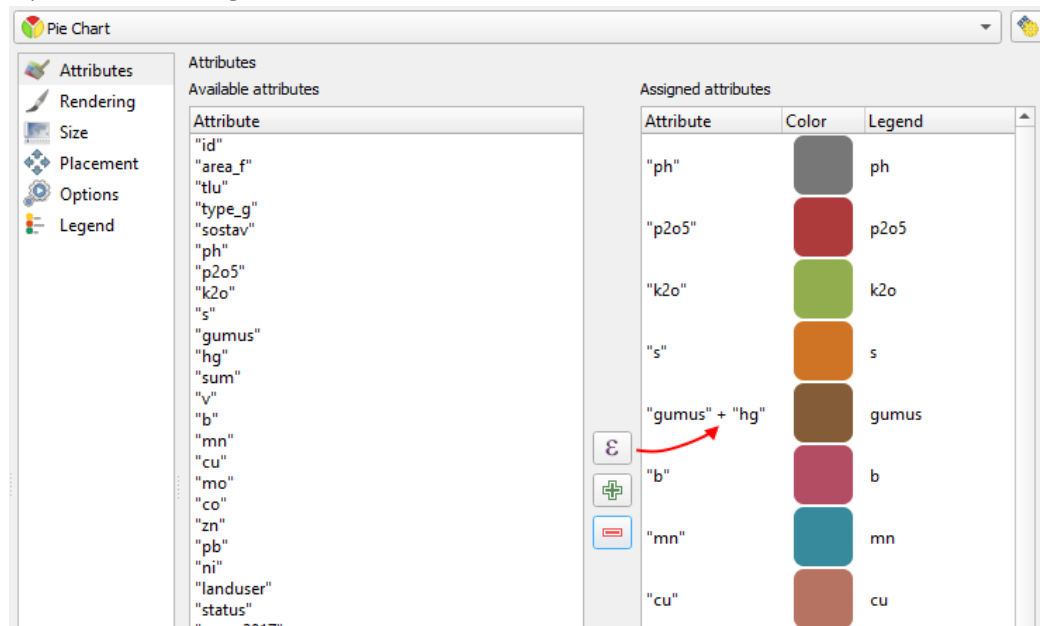 Pie Chart
Attributes
Rendering
Size
Placement
Options
Legend
Attributes
Available attributes
Attribute
"id"
"area_f"
"tlu"
"type_g"
"sostav"
"ph"
"p2o5"
"k2o"
"s"
"gumus"
"hg"
"sum"
"v"
"b"
"mn"
"cu"
"mo"
"co"
"zn"
"pb"
"ni"
"landuser"
"status"
ε
Assigned attributes
Attribute Color Legend
"ph" ph
"p2o5" p2o5
"k2o" k2o
"s" s
"gumus" + "hg" gumus
"b" b
"mn" mn
"cu" cu